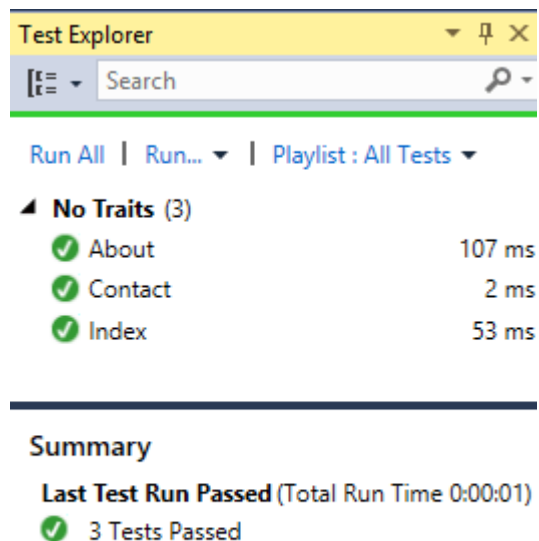 Test Explorer
Search
Run All | Run... | Playlist : All Tests
No Traits (3)
About 107 ms
Contact 2 ms
Index 53 ms
Summary
Last Test Run Passed (Total Run Time 0:00:01)
3 Tests Passed